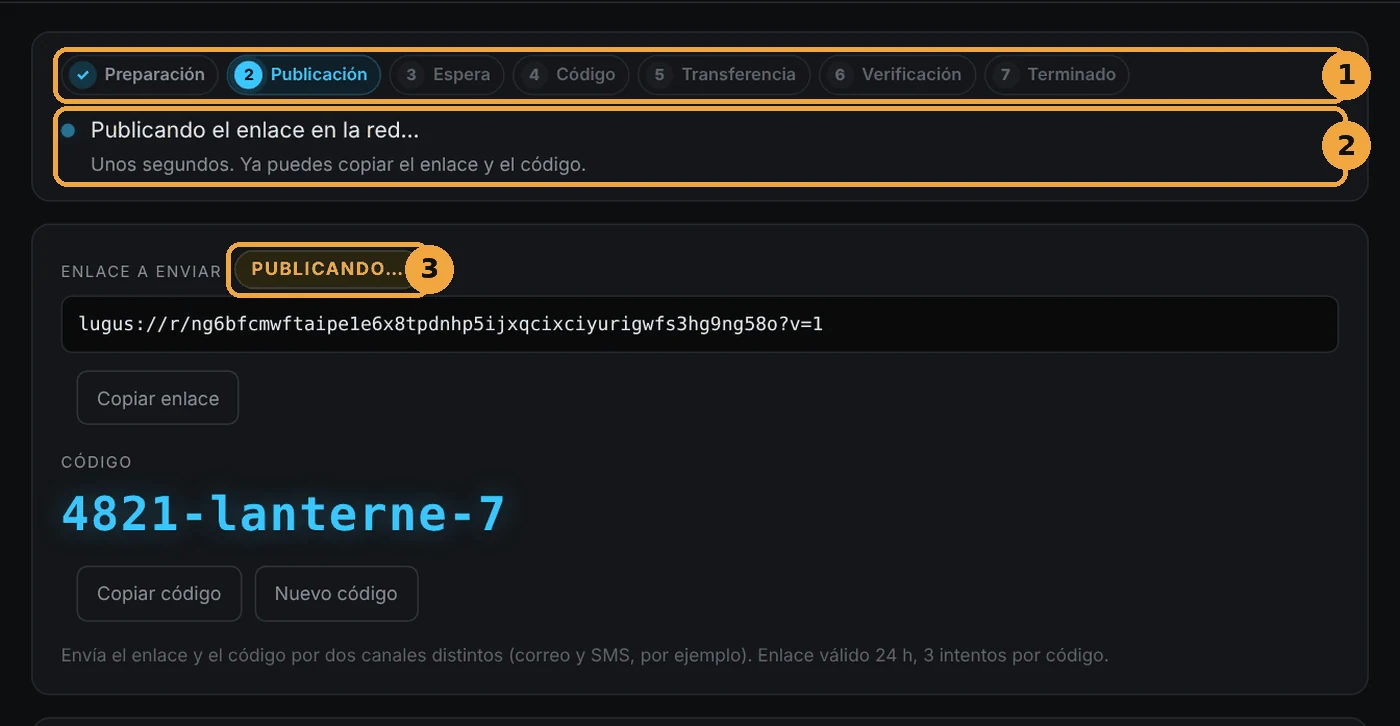 ✓ Preparación 2 Publicación 3 Espera 4 Código 5 Transferencia 6 Verificación 7 Terminado 1
Publicando el enlace en la red...
Unos segundos. Ya puedes copiar el enlace y el código.
2
ENLACE A ENVIAR PUBLICANDO... 3
lugus://r/ng6bfcmwftaipe1e6x8tpdnhp5ijxqcixciyurigwfs3hg9ng58o?v=1
Copiar enlace
CÓDIGO
4821-lanterne-7
Copiar código Nuevo código
Envía el enlace y el código por dos canales distintos (correo y SMS, por ejemplo). Enlace válido 24 h, 3 intentos por código.